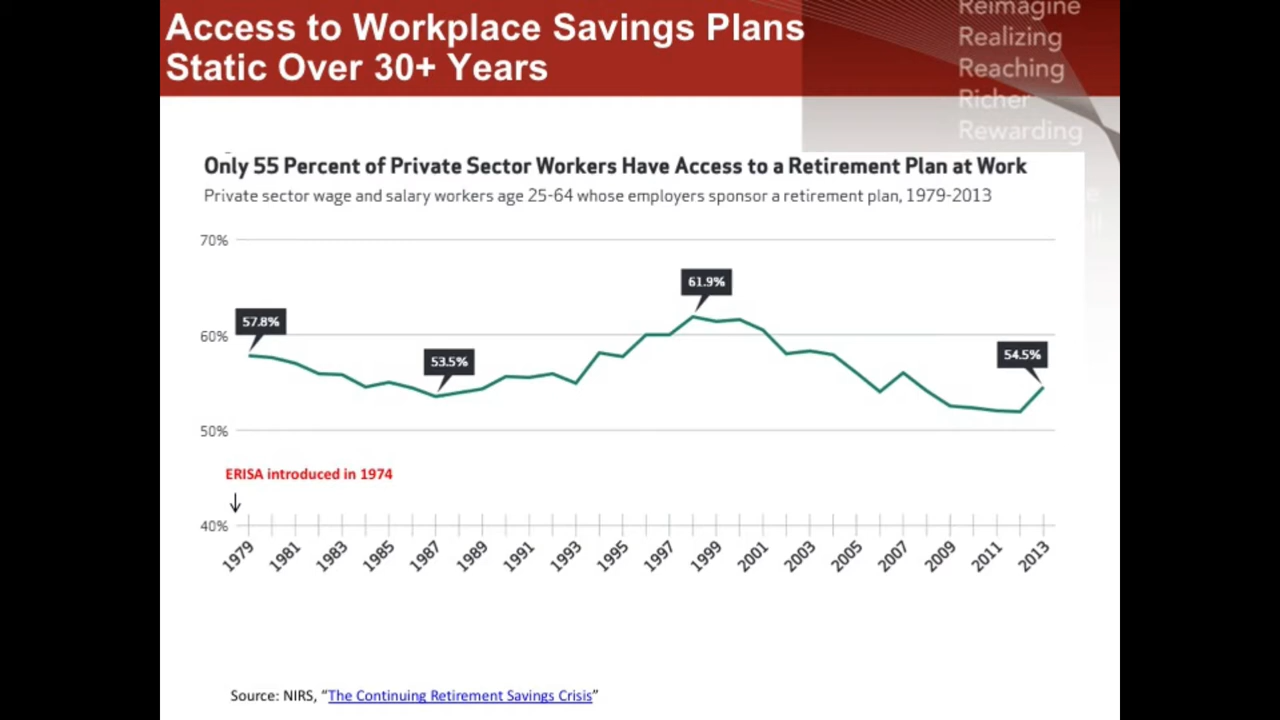 Access to Workplace Savings Plans
Static Over 30+ Years
Reimagine
Realizing
Reaching
Richer
Rewarding
Only 55 Percent of Private Sector Workers Have Access to a Retirement Plan at Work
Private sector wage and salary workers age 25-64 whose employers sponsor a retirement plan, 1979-2013
70%
61.9%
57.8%
60%
53.5%
54.5%
50%
ERISA introduced in 1974
40%
1979 1981 1983 1985 1987 1989 1991 1993 1995 1997 1999 2001 2003 2005 2007 2009 2011 2013
Source: NIRS, “The Continuing Retirement Savings Crisis”